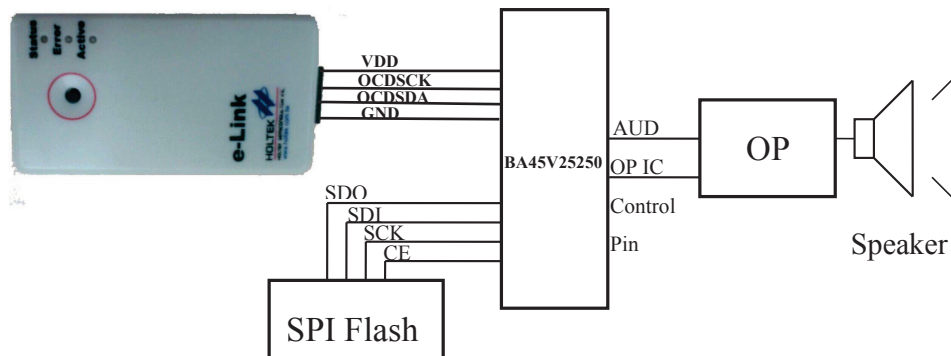 Status
Error
Active
e-Link
HOLTEK
VDD
OCDSCK
OCDSDA
GND
BA45V25250
AUD
OP IC
Control
Pin
OP
Speaker
SDO
SDI
SCK
CE
SPI Flash